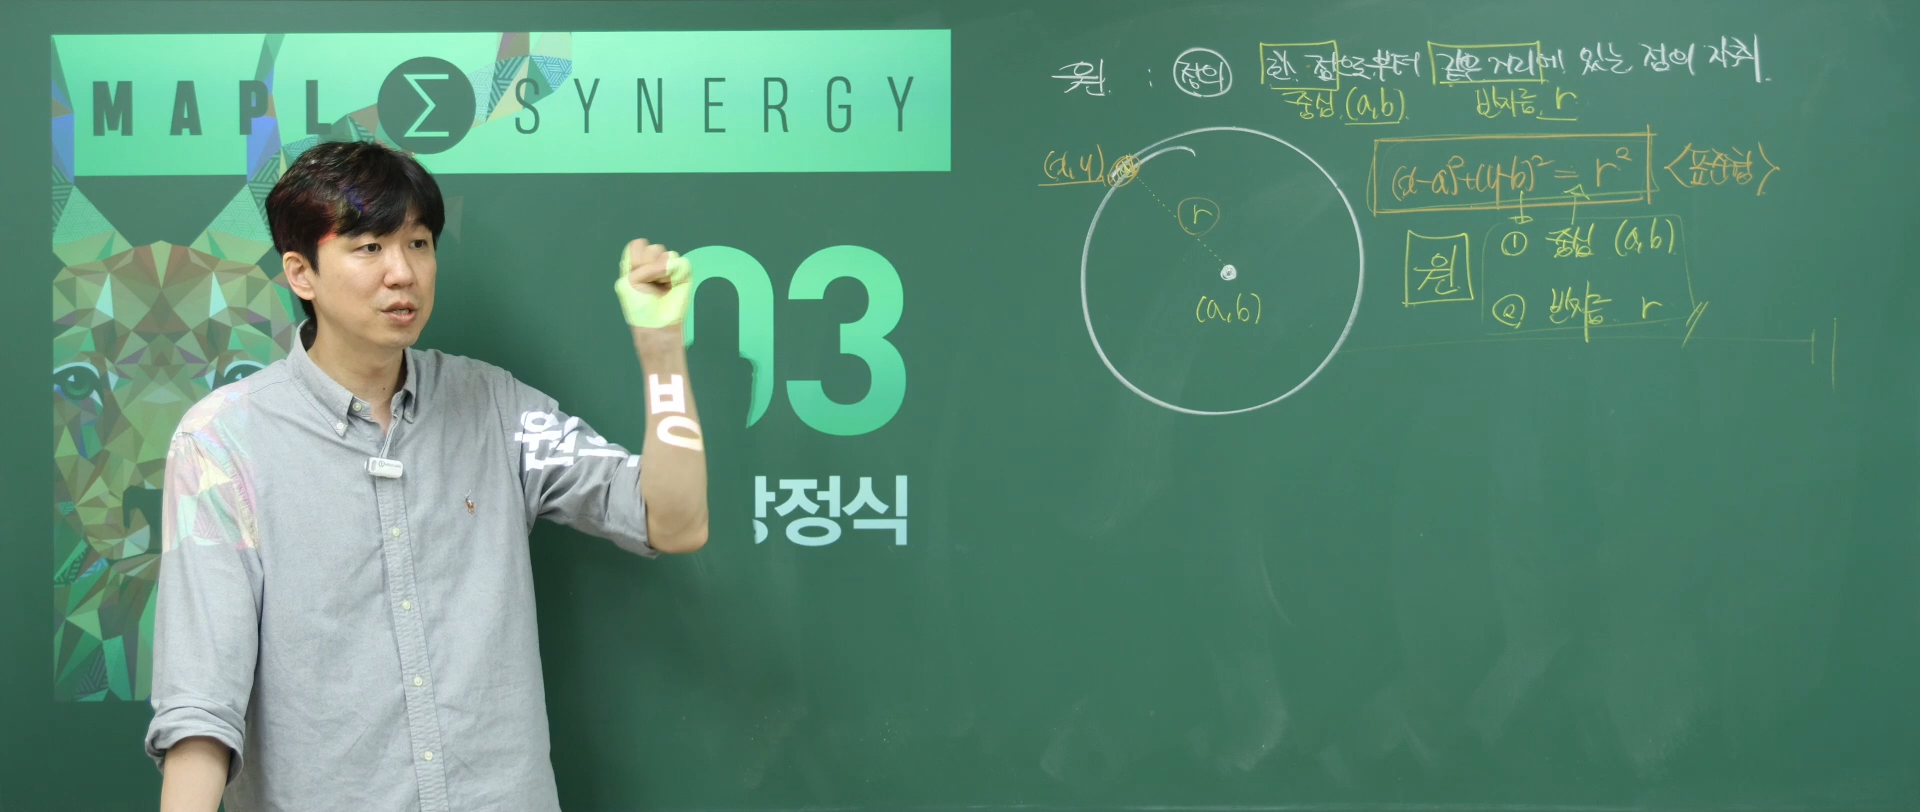 MAPL Σ SYNERGY
03
원으 방정식
원 : 정의 한 점으로부터 같은 거리에 있는 점의 자취.
중심 (a,b). 반지름. r
(x,y)
r
(a,b)
(x-a)²+(y-b)² = r² <표준형>
원
① 중심 (a,b)
② 반지름 r